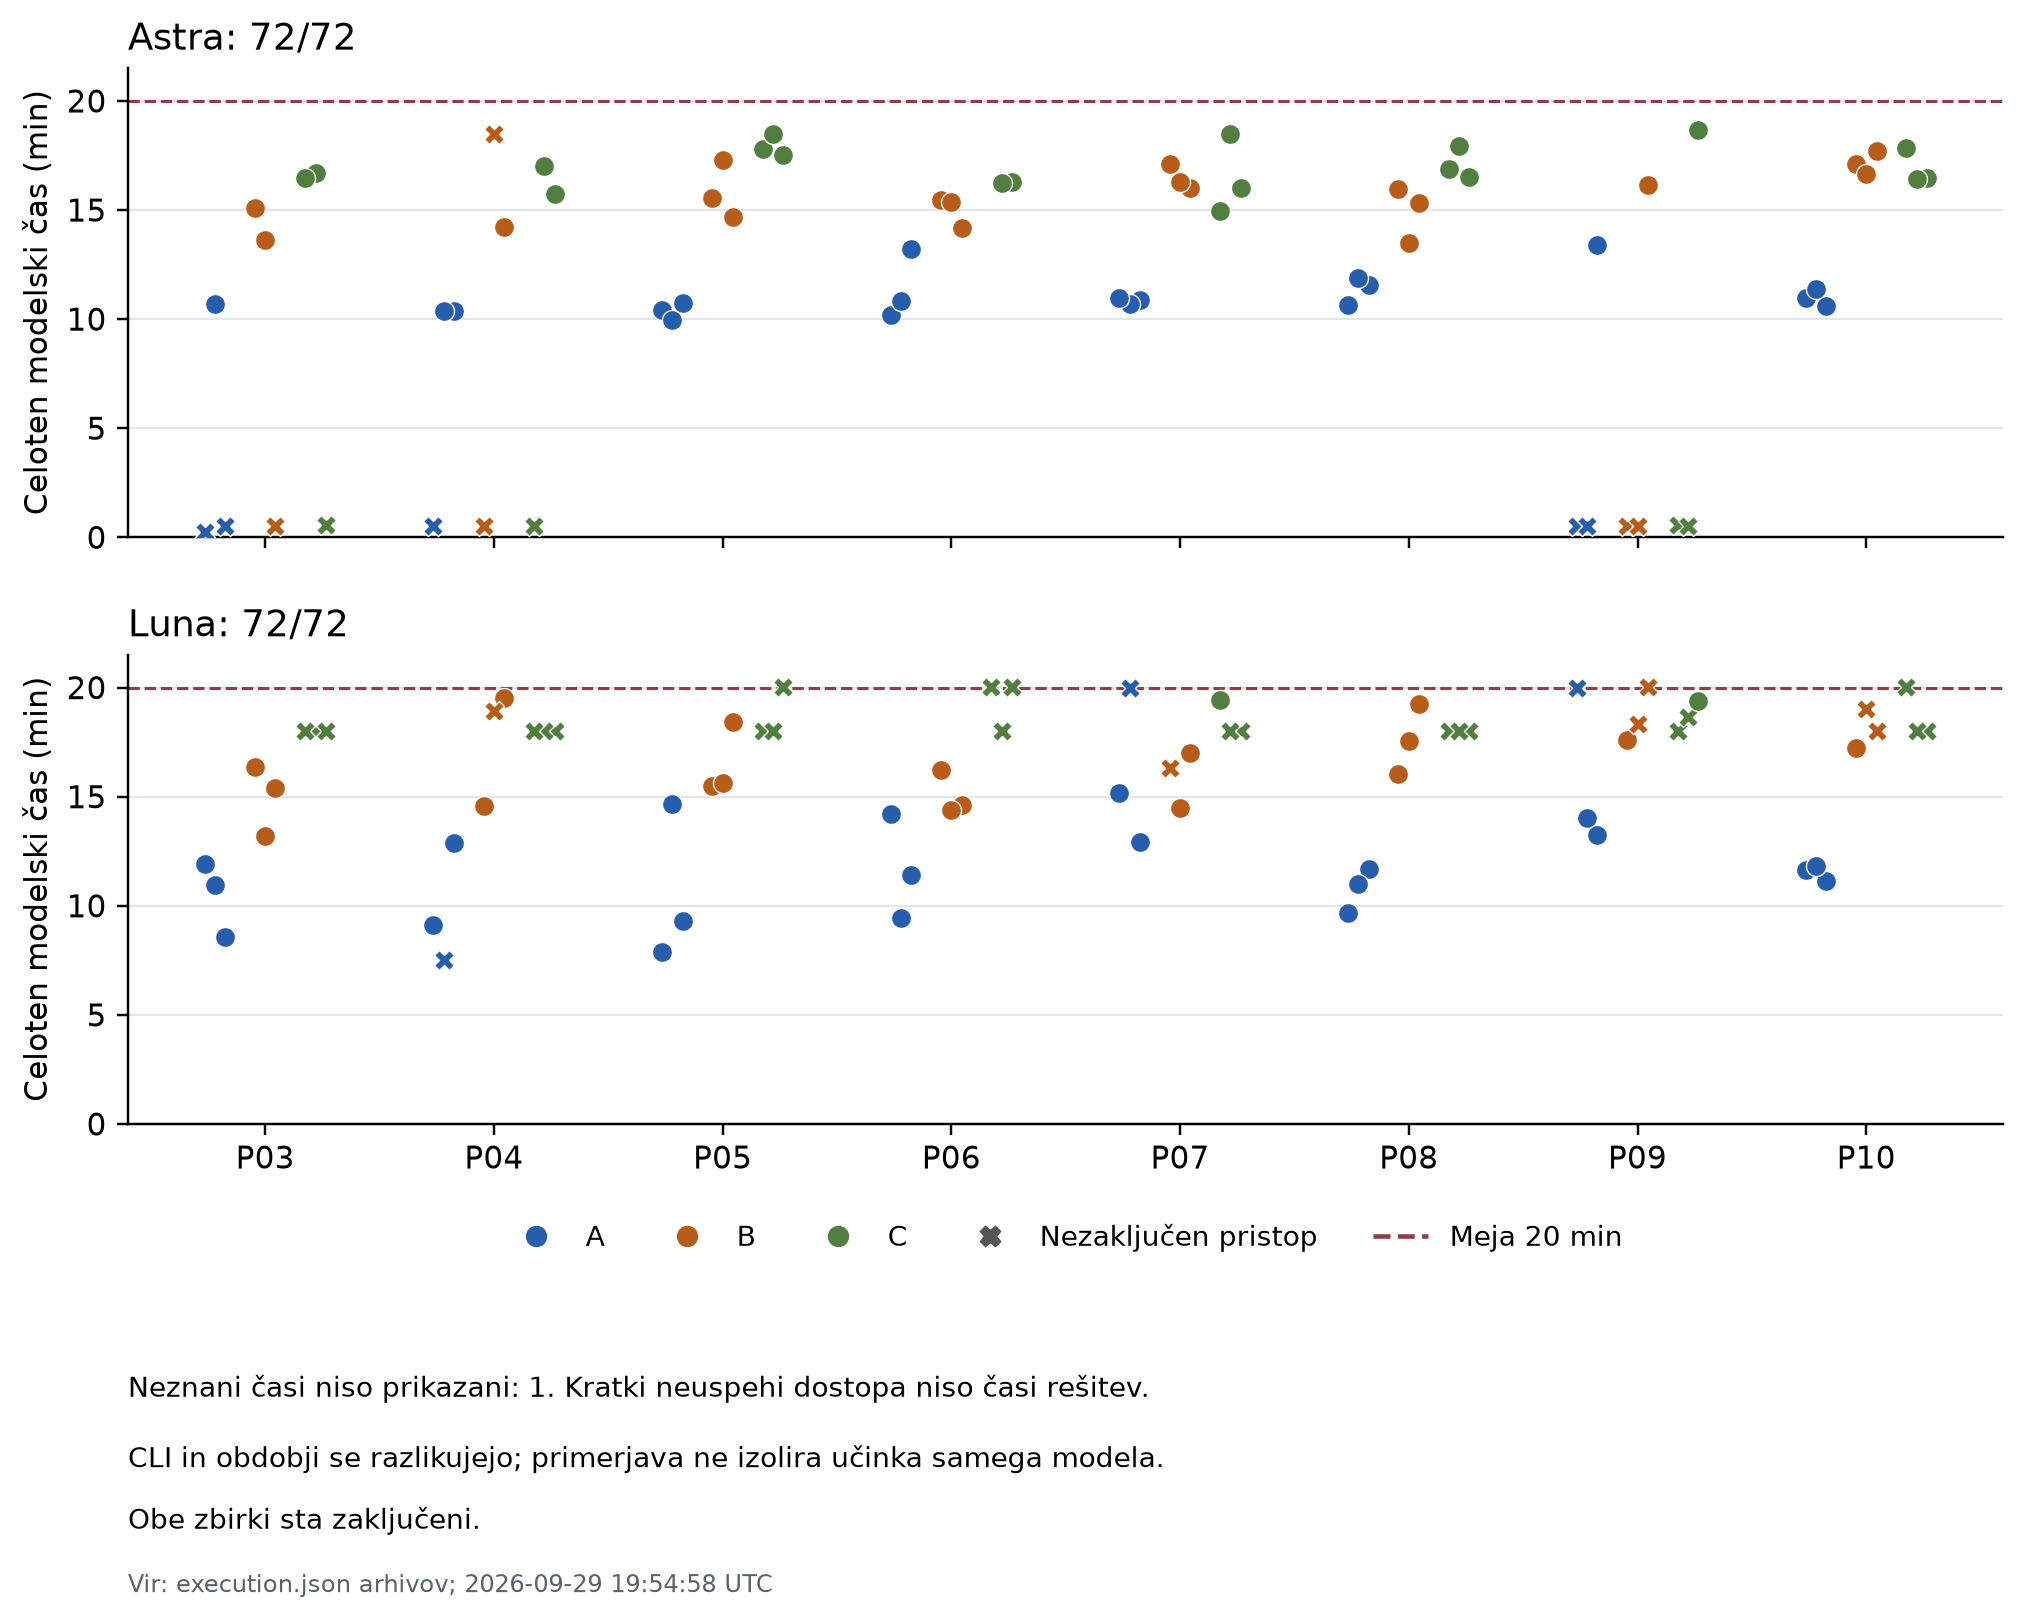 Astra: 72/72
Celoten modelski čas (min)
20
15
10
5
0
Luna: 72/72
Celoten modelski čas (min)
20
15
10
5
0
P03 P04 P05 P06 P07 P08 P09 P10
A B C Nezaključen pristop Meja 20 min
Neznani časi niso prikazani: 1. Kratki neuspehi dostopa niso časi rešitev.
CLI in obdobji se razlikujejo; primerjava ne izolira učinka samega modela.
Obe zbirki sta zaključeni.
Vir: execution.json arhivov; 2026-09-29 19:54:58 UTC